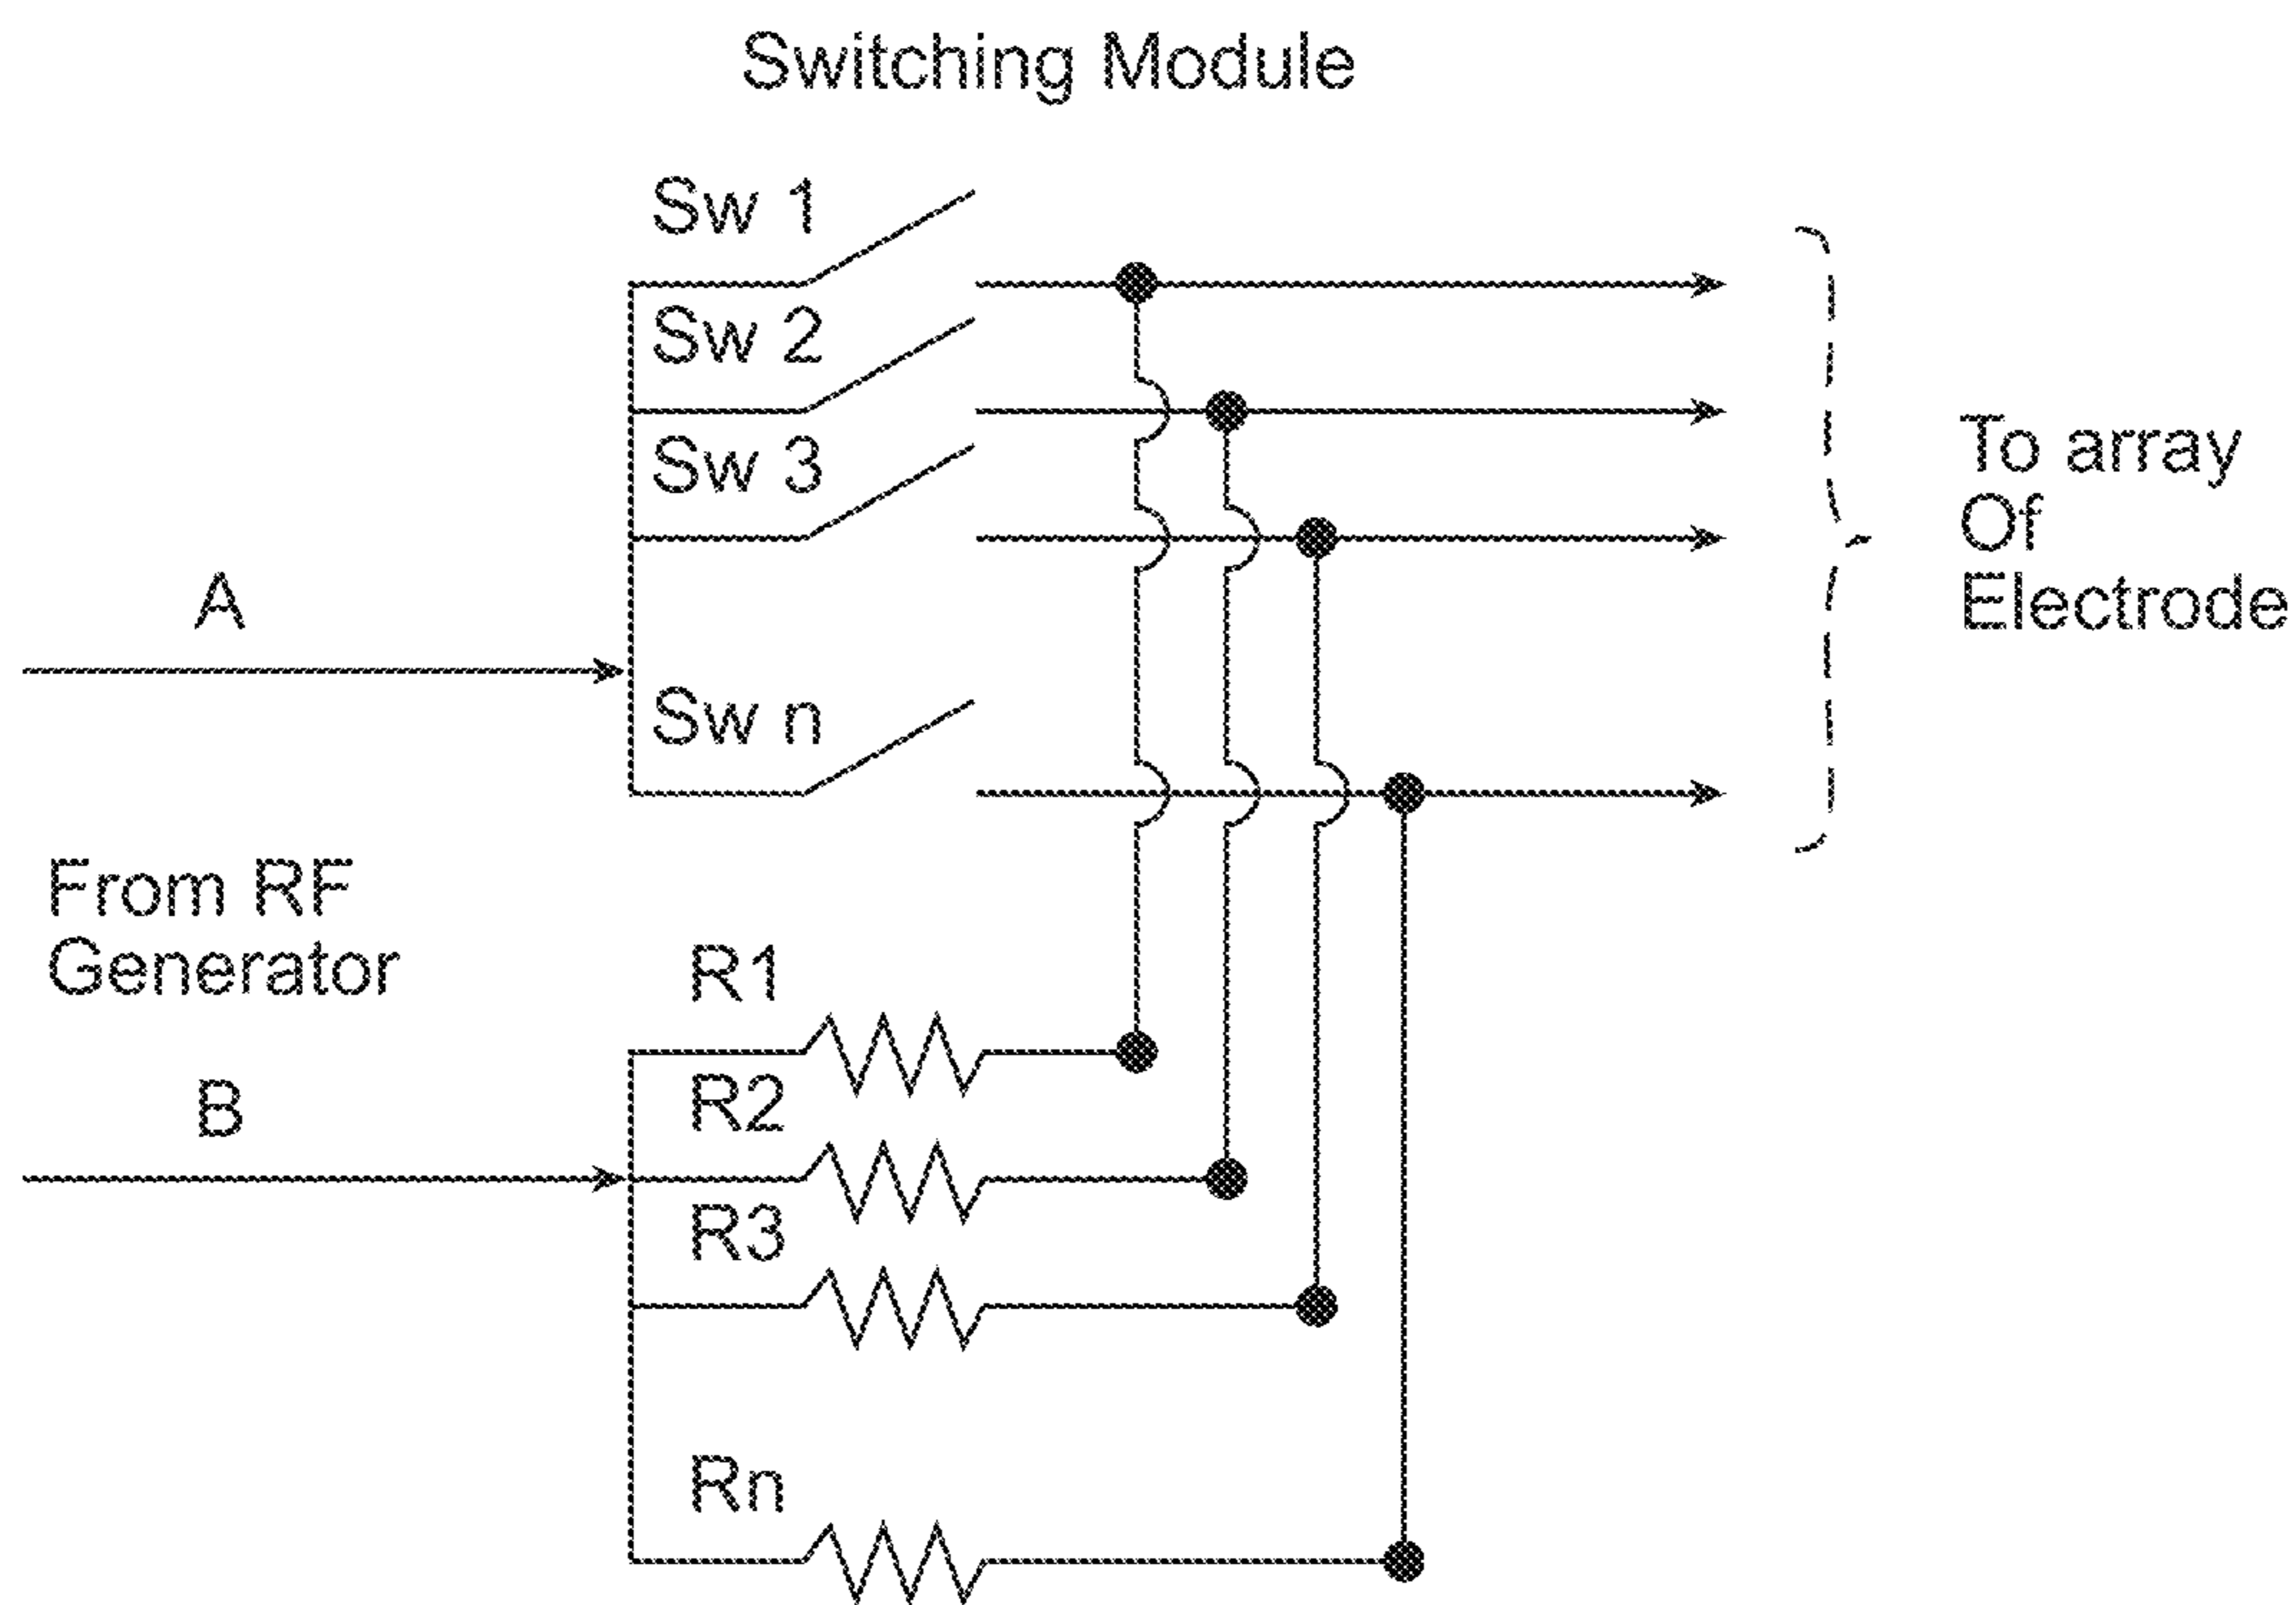 Switching Module
Sw 1
Sw 2
Sw 3
A
Sw n
To array
Of
Electrode
From RF
Generator
B
R1
R2
R3
Rn